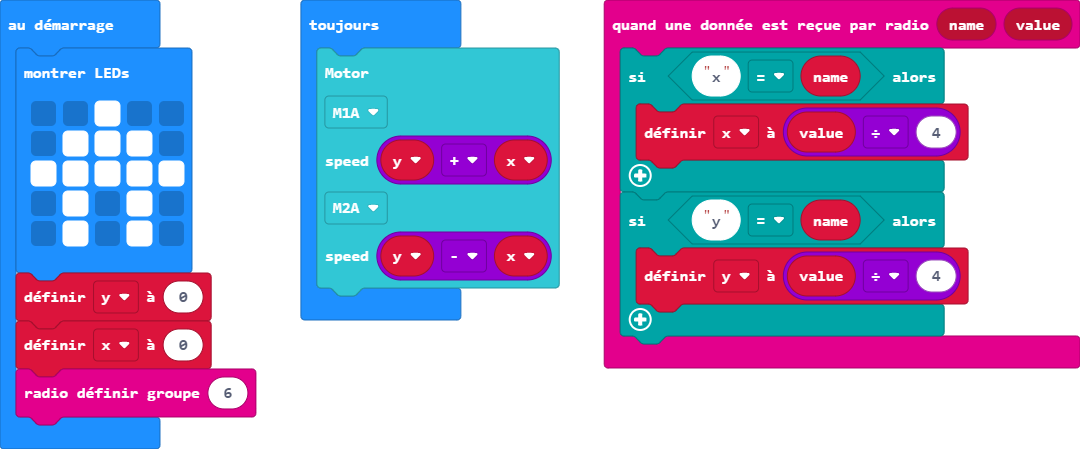 au démarrage
montrer LEDs
définir y à 0
définir x à 0
radio définir groupe 6
toujours
Motor
M1A
speed y + x
M2A
speed y - x
quand une donnée est reçue par radio name value
si "x" = name alors
définir x à value ÷ 4
si "y" = name alors
définir y à value ÷ 4